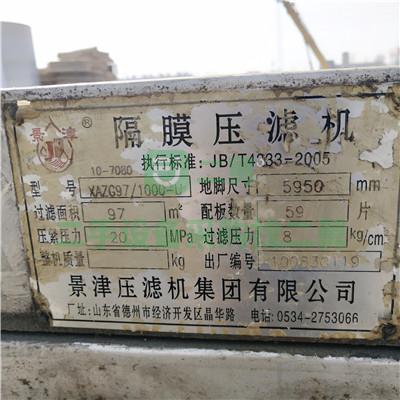 景津 ® 隔膜压滤机
10-7080 执行标准: JB/T4333-2005
型号 XAZG97/1000-U 地脚尺寸 5950 mm
过滤面积 97 m² 配板数量 59 片
压紧压力 20 MPa 过滤压力 8 kg/cm
整机质量 kg 出厂编号
景津压滤机集团有限公司
厂址: 山东省德州市经济开发区晶华路 电话: 0534-2753066